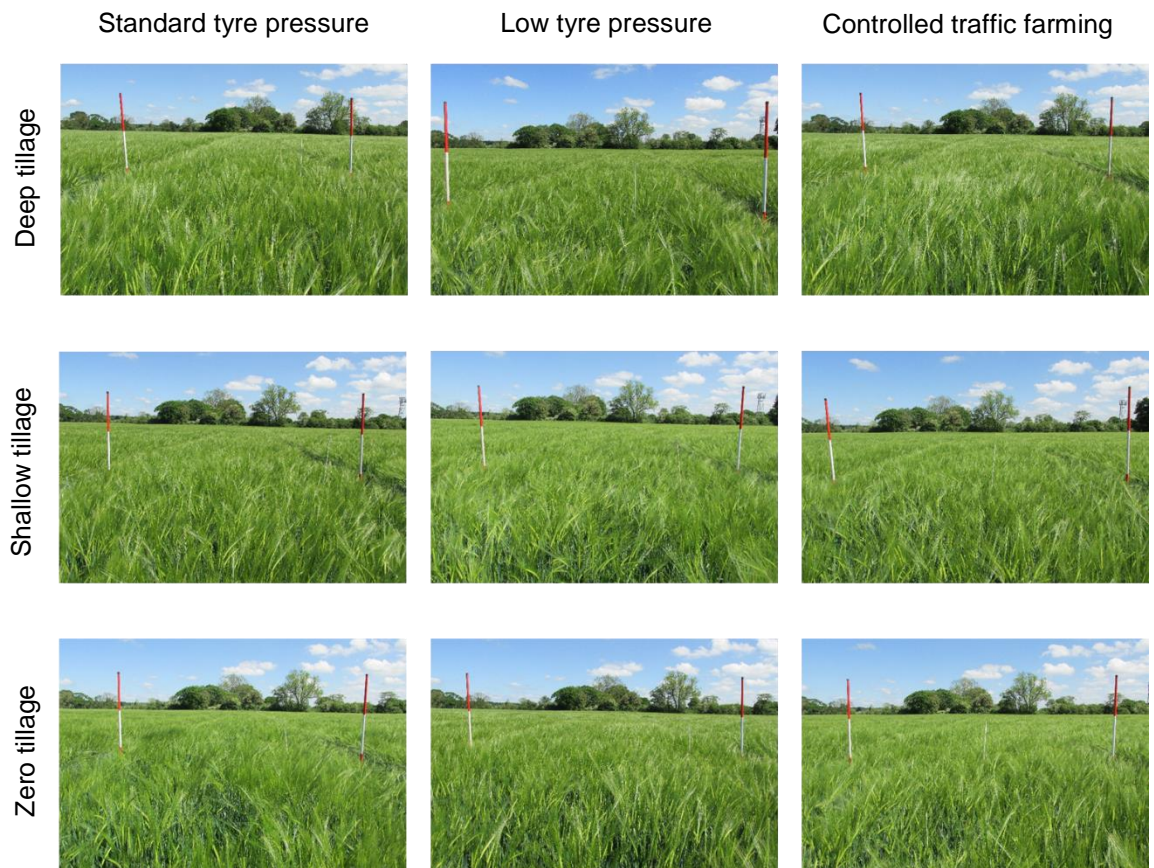 Standard tyre pressure
Low tyre pressure
Controlled traffic farming
Deep tillage
Shallow tillage
Zero tillage